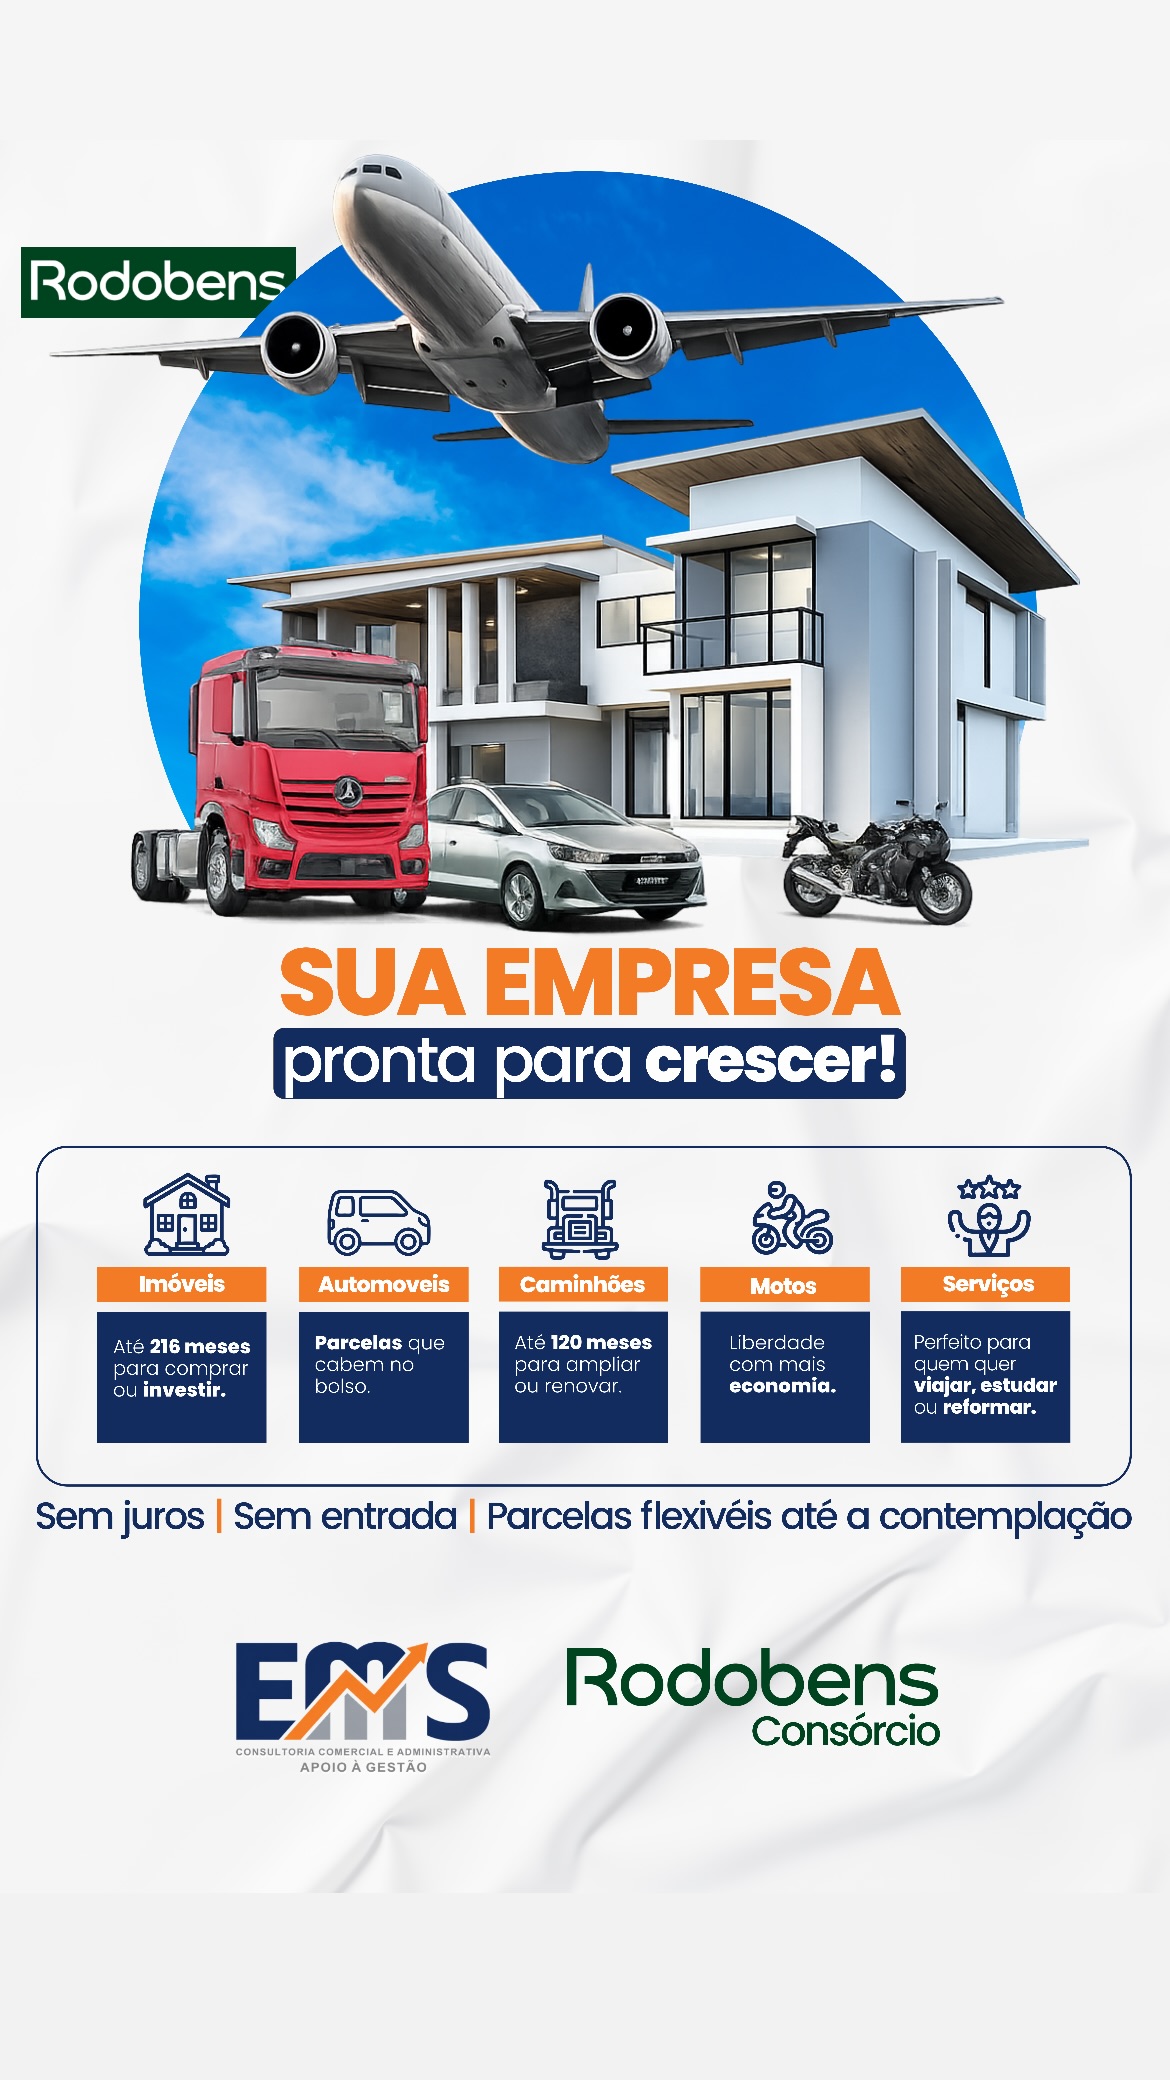 Rodobens
SUA EMPRESA
pronta para crescer!
Imóveis
Até 216 meses
para comprar
ou investir.
Automoveis
Parcelas que
cabem no
bolso.
Caminhões
Até 120 meses
para ampliar
ou renovar.
Motos
Liberdade
com mais
economia.
Serviços
Perfeito para
quem quer
viajar, estudar
ou reformar.
Sem juros | Sem entrada | Parcelas flexivéis até a contemplação
EMS
CONSULTORIA COMERCIAL E ADMINISTRATIVA
APOIO À GESTÃO
Rodobens
Consórcio